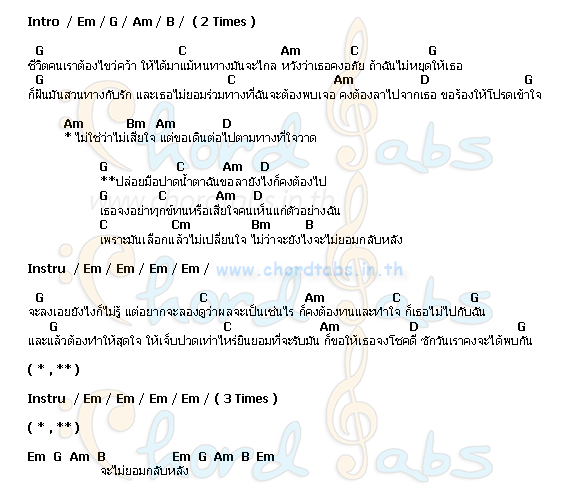 Intro / Em / G / Am / B / ( 2 Times )
G C Am C G
ชีวิตคนเราต้องไขว่คว้า ให้ได้มาแม้หนทางมันจะไกล หวังว่าเธอคงอภัย ถ้าฉันไม่หยุดให้เธอ
G C Am D G
ก็ฝันมันสวนทางกับรัก และเธอไม่ยอมร่วมทางที่ฉันจะต้องพบเจอ คงต้องลาไปจากเธอ ขอร้องให้โปรดเข้าใจ
Am Bm Am D
* ไม่ใช่ว่าไม่เสียใจ แต่ขอเดินต่อไปตามทางที่ใจวาด
G C Am D
**ปล่อยมือปาดน้ำตาฉันขอลายังไงก็คงต้องไป
G C Am D
เธอจงอย่าทุกข์ทนหรือเสียใจคนเห็นแก่ตัวอย่างฉัน
C Cm Bm B
เพราะมันเลือกแล้วไม่เปลี่ยนใจ ไม่ว่าจะยังไงจะไม่ยอมกลับหลัง
Instru / Em / Em / Em / Em /
www.chordtabs.in.th
G C Am C G
จะลงเอยยังไงก็ไม่รู้ แต่อยากจะลองดูว่าผลจะเป็นเช่นไร ก็คงต้องทนและทำใจ ก็เธอไม่ไปกับฉัน
G C Am D G
และแล้วต้องทำให้สุดใจ ให้เจ็บปวดเท่าไหร่ยืนยอมที่จะรับมัน ก็ขอให้เธอจงโชคดี ซักวันเราคงจะได้พบกัน
( * , ** )
Instru / Em / Em / Em / Em / ( 3 Times )
( * , ** )
Em G Am B Em G Am B Em
จะไม่ยอมกลับหลัง
Chord Tabs
Chord Tabs